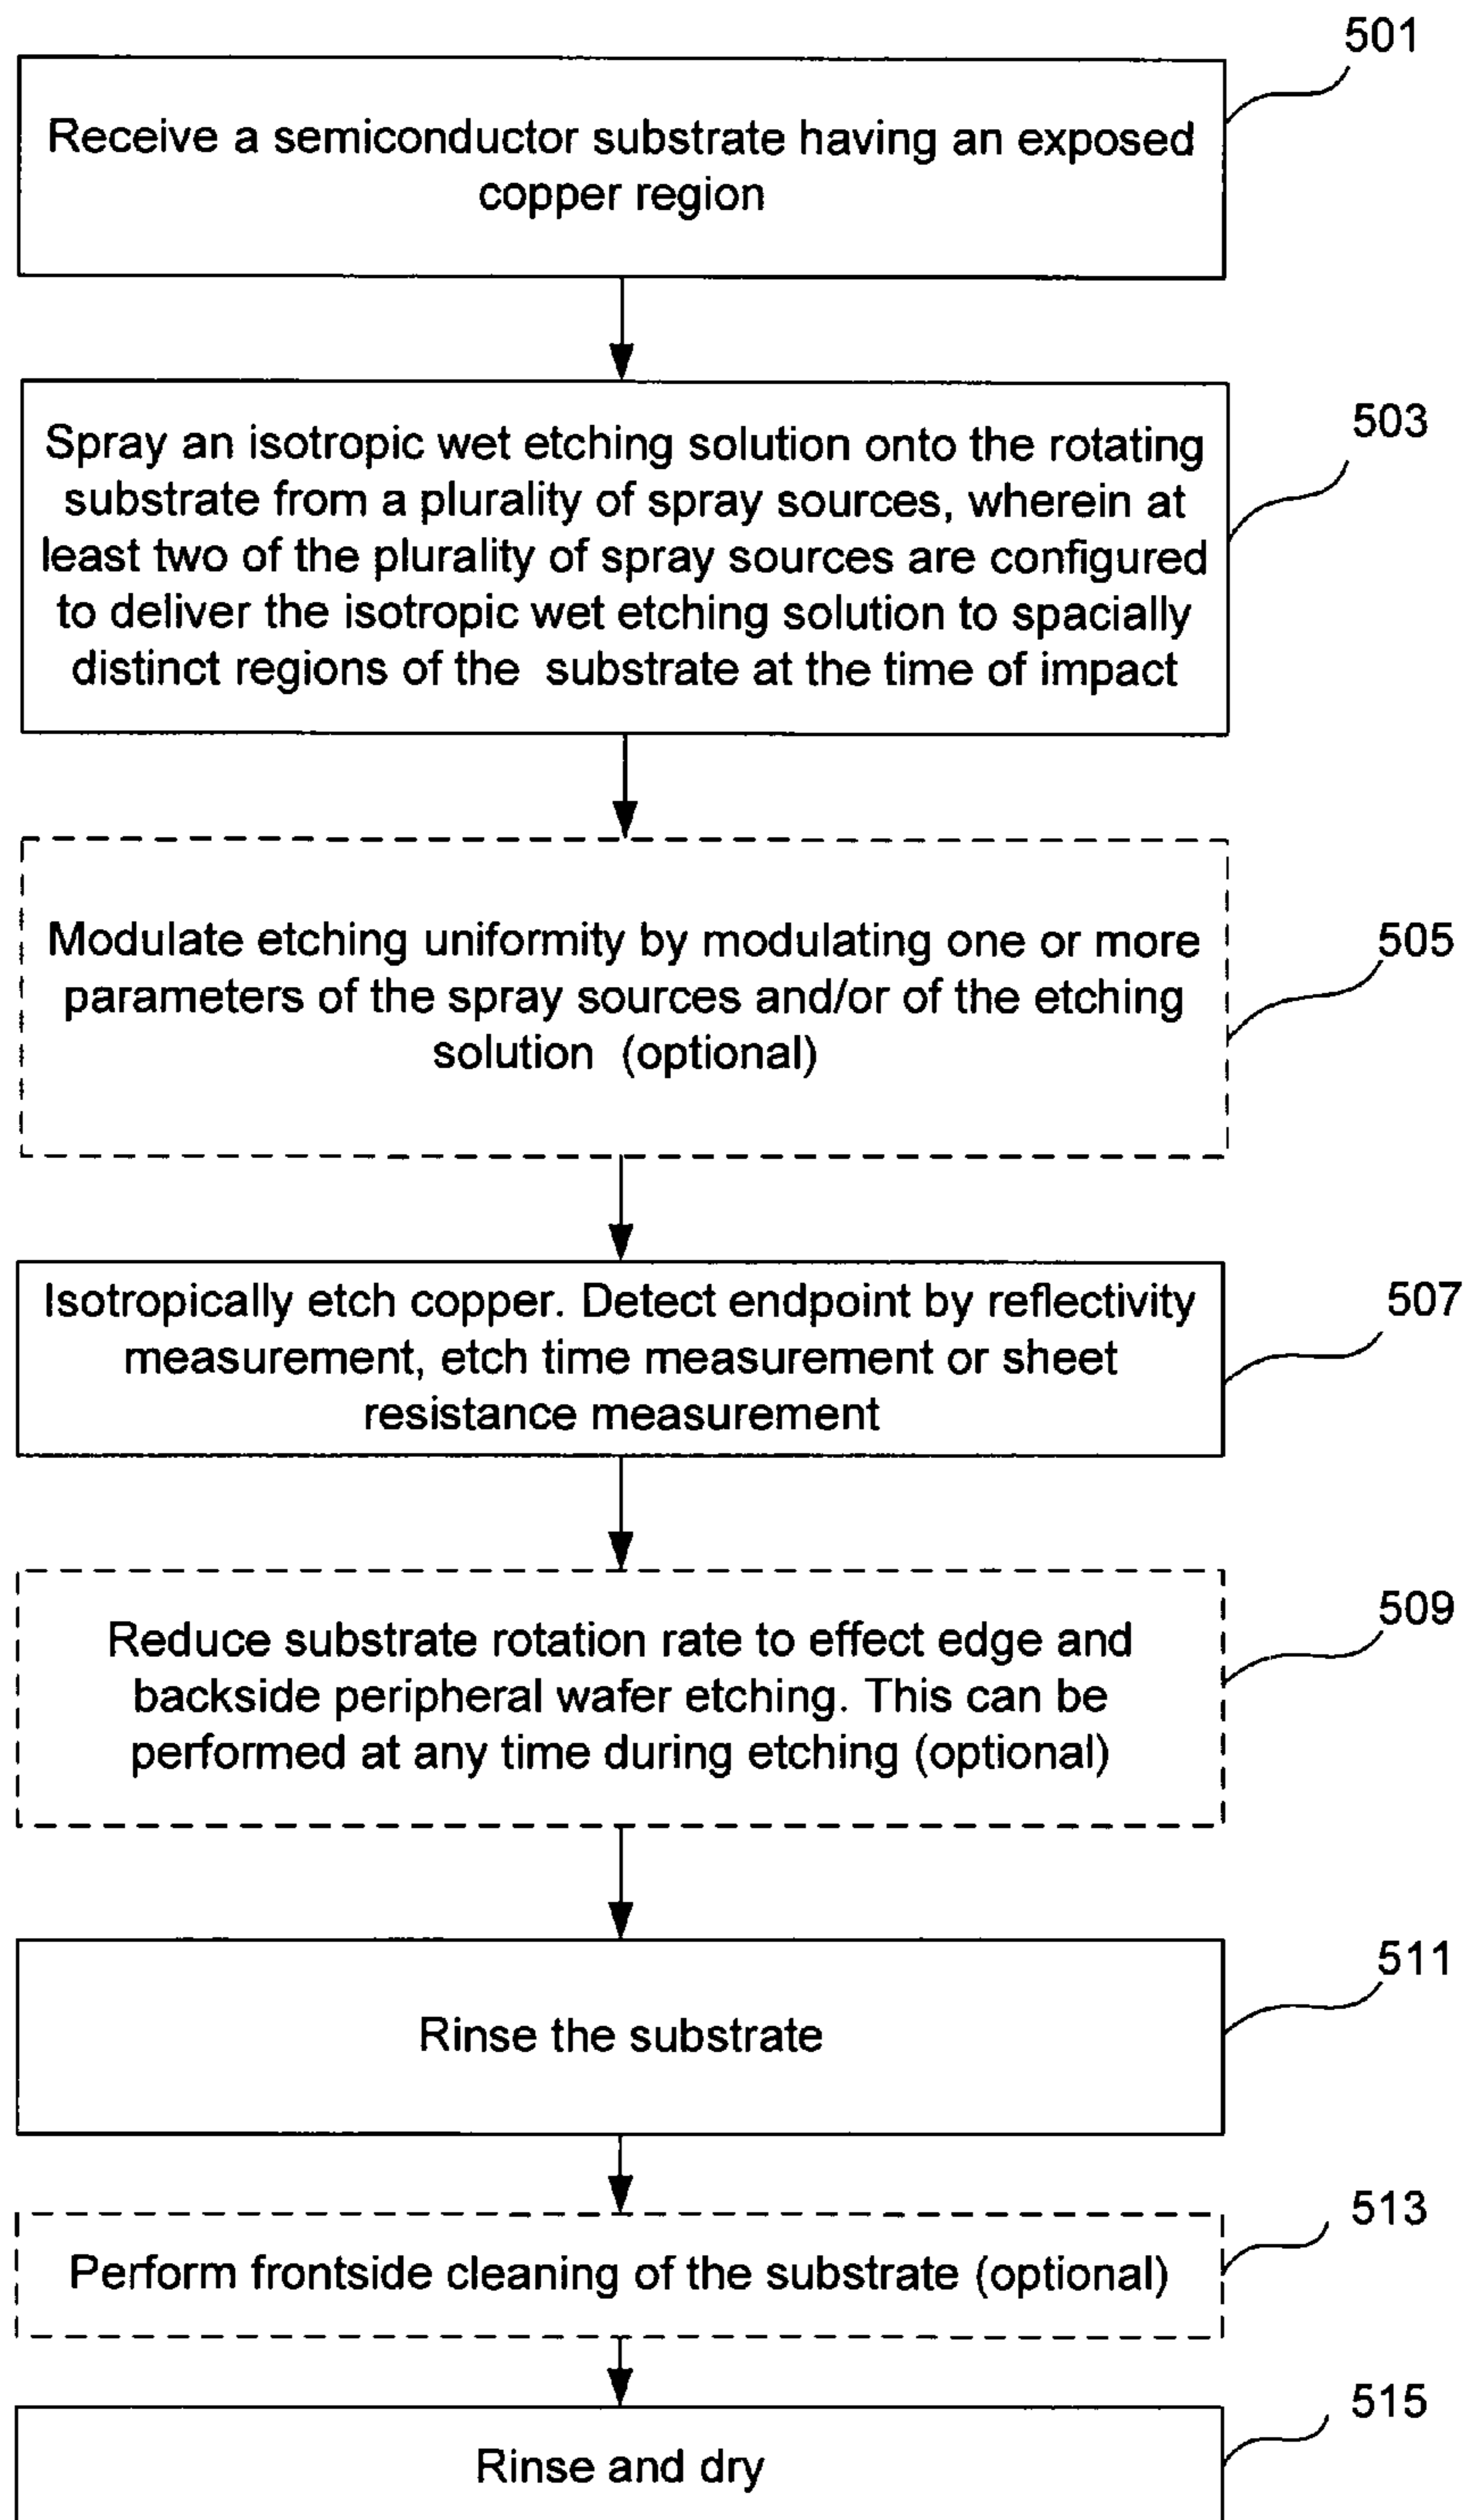 501
Receive a semiconductor substrate having an exposed
copper region
503
Spray an isotropic wet etching solution onto the rotating
substrate from a plurality of spray sources, wherein at
least two of the plurality of spray sources are configured
to deliver the isotropic wet etching solution to spacially
distinct regions of the substrate at the time of impact
505
Modulate etching uniformity by modulating one or more
parameters of the spray sources and/or of the etching
solution (optional)
507
Isotropically etch copper. Detect endpoint by reflectivity
measurement, etch time measurement or sheet
resistance measurement
509
Reduce substrate rotation rate to effect edge and
backside peripheral wafer etching. This can be
performed at any time during etching (optional)
511
Rinse the substrate
513
Perform frontside cleaning of the substrate (optional)
515
Rinse and dry